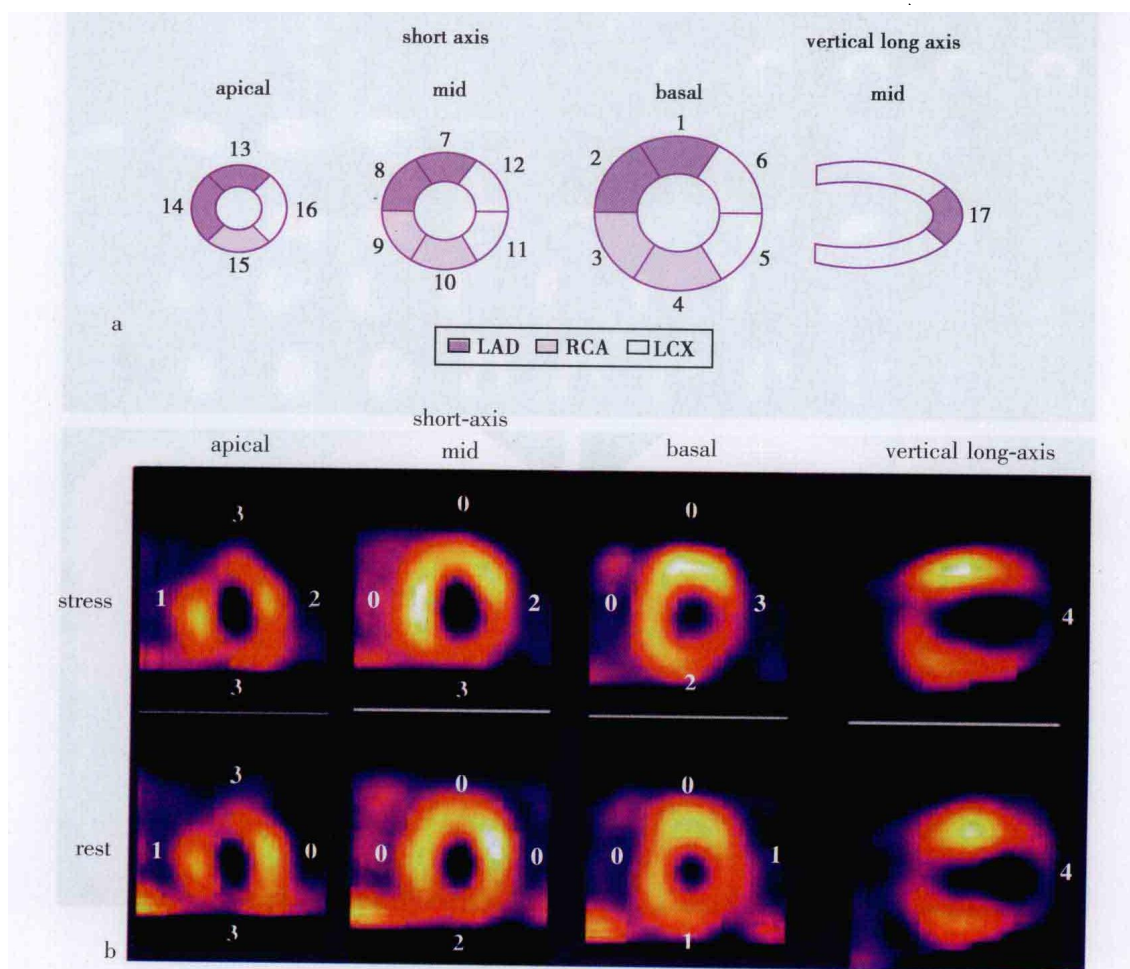 short axis
vertical long axis
apical
mid
basal
mid
13
14
16
15
7
8
12
9
11
10
1
2
6
3
5
4
17
a
LAD RCA LCX
short-axis
apical
mid
basal
vertical long-axis
3
0
0
stress
1
2
0
2
0
3
4
3
3
2
3
0
0
rest
1
0
0
0
0
1
4
3
2
1
b